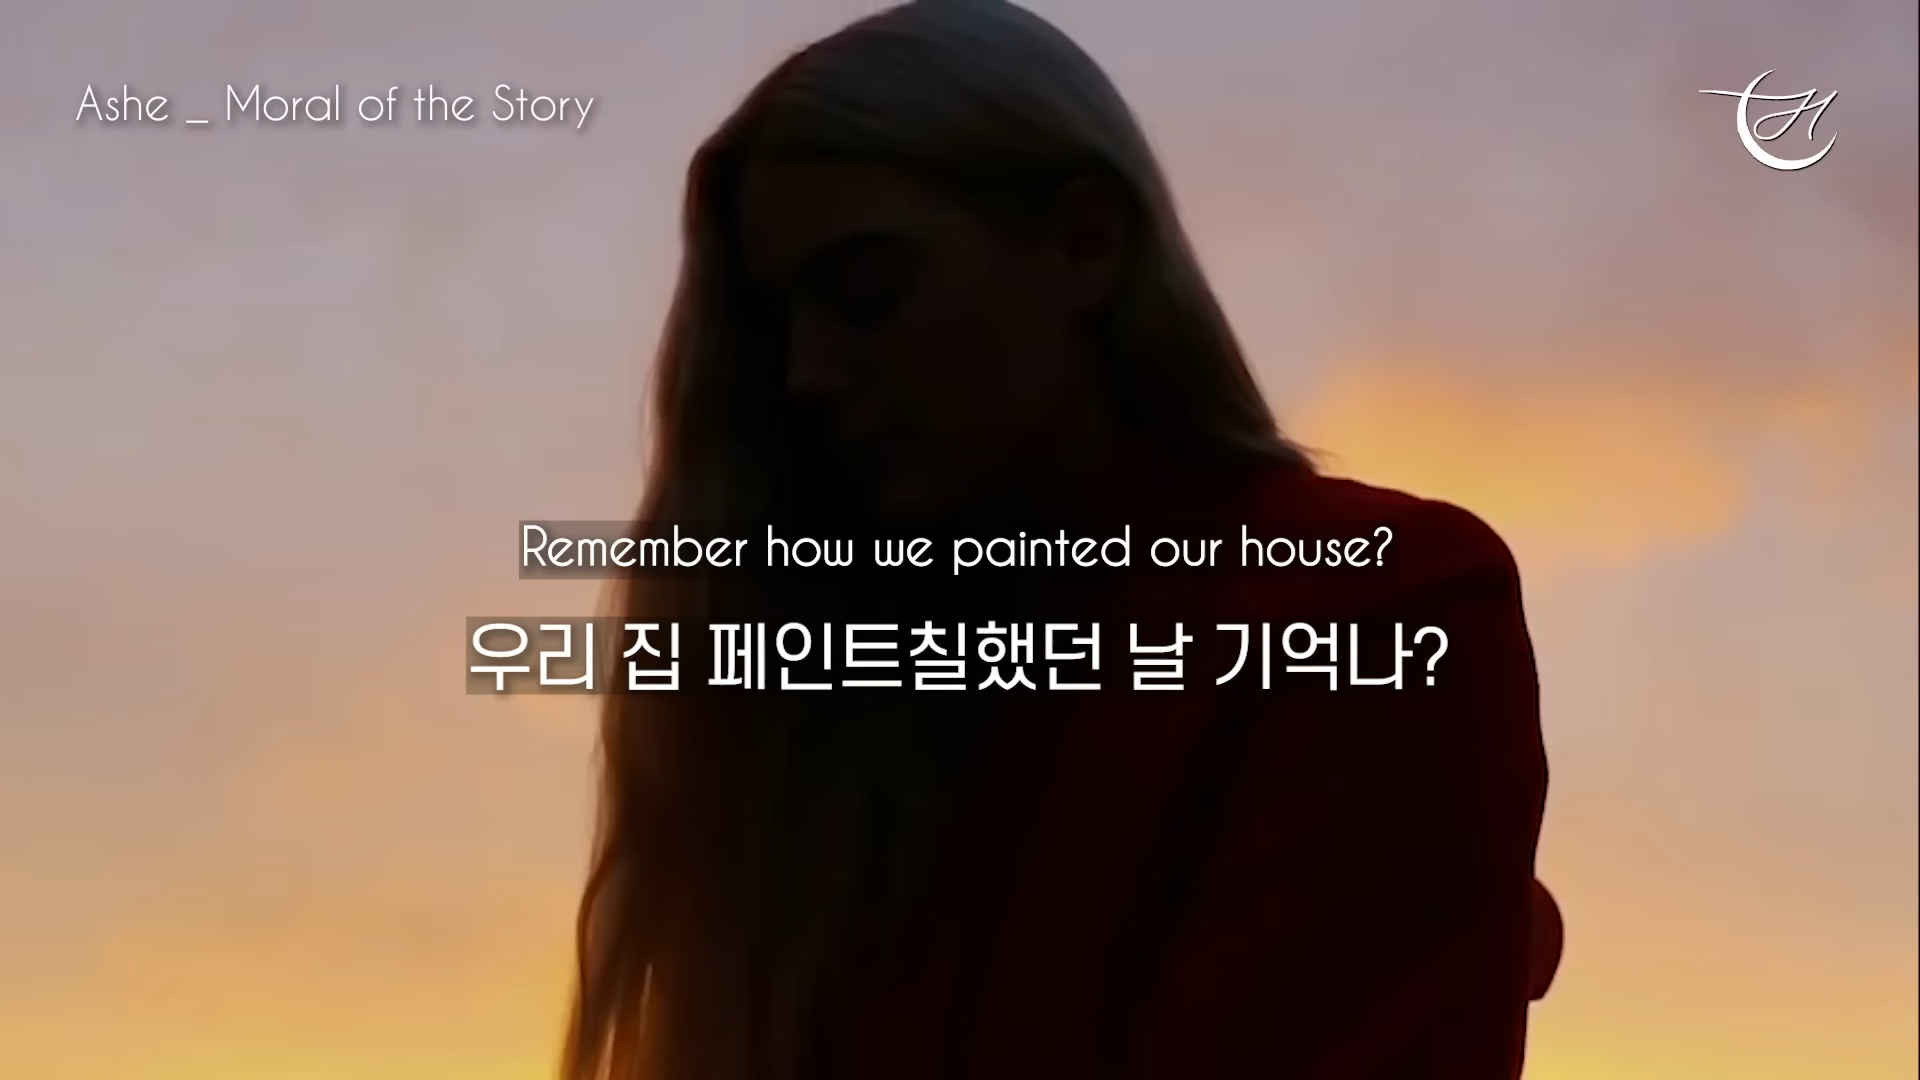 Ashe _ Moral of the Story
Remember how we painted our house?
우리 집 페인트칠했던 날 기억나?